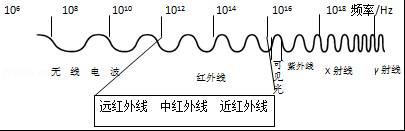 10⁶ 10⁸ 10¹⁰ 10¹² 10¹⁴ 10¹⁶ 10¹⁸ 频率/Hz
无 线 电 波 红外线 可见光 紫外线 X 射线 γ 射线
远红外线 中红外线 近红外线